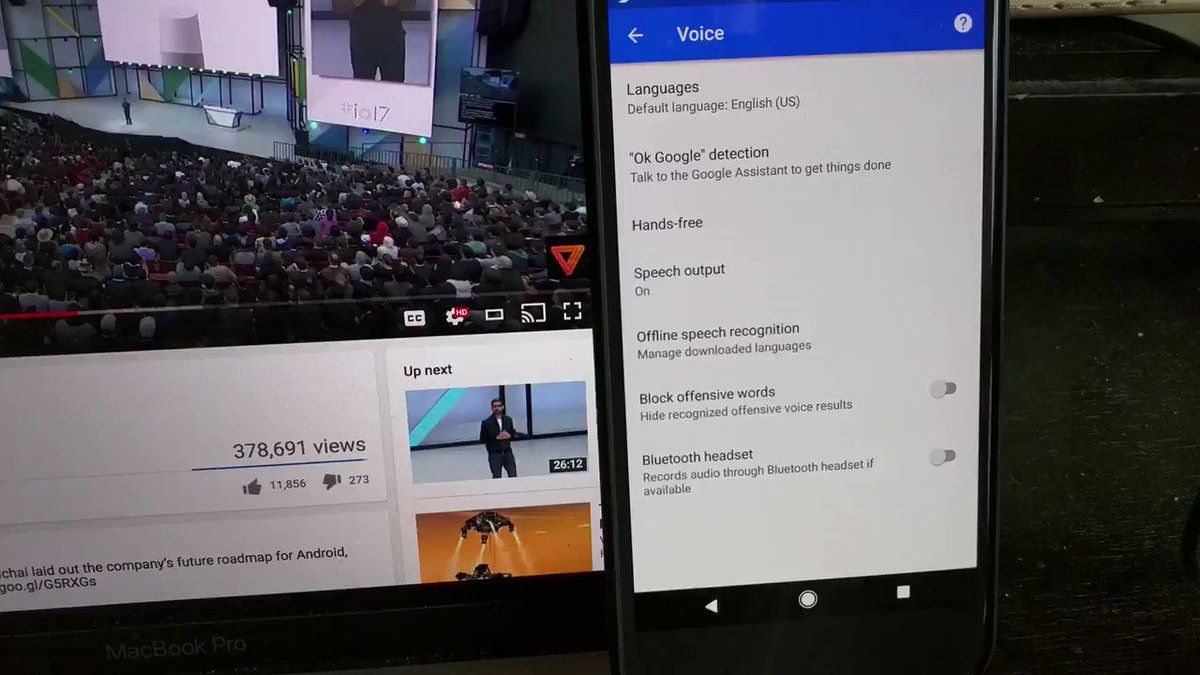 #io17
CC
HD
Up next
26:12
378,691 views
11,856
273
ichai laid out the company's future roadmap for Android,
goo.gl/G5RXGs
MacBook Pro
Voice
?
Languages
Default language: English (US)
"Ok Google" detection
Talk to the Google Assistant to get things done
Hands-free
Speech output
On
Offline speech recognition
Manage downloaded languages
Block offensive words
Hide recognized offensive voice results
Bluetooth headset
Records audio through Bluetooth headset if
available